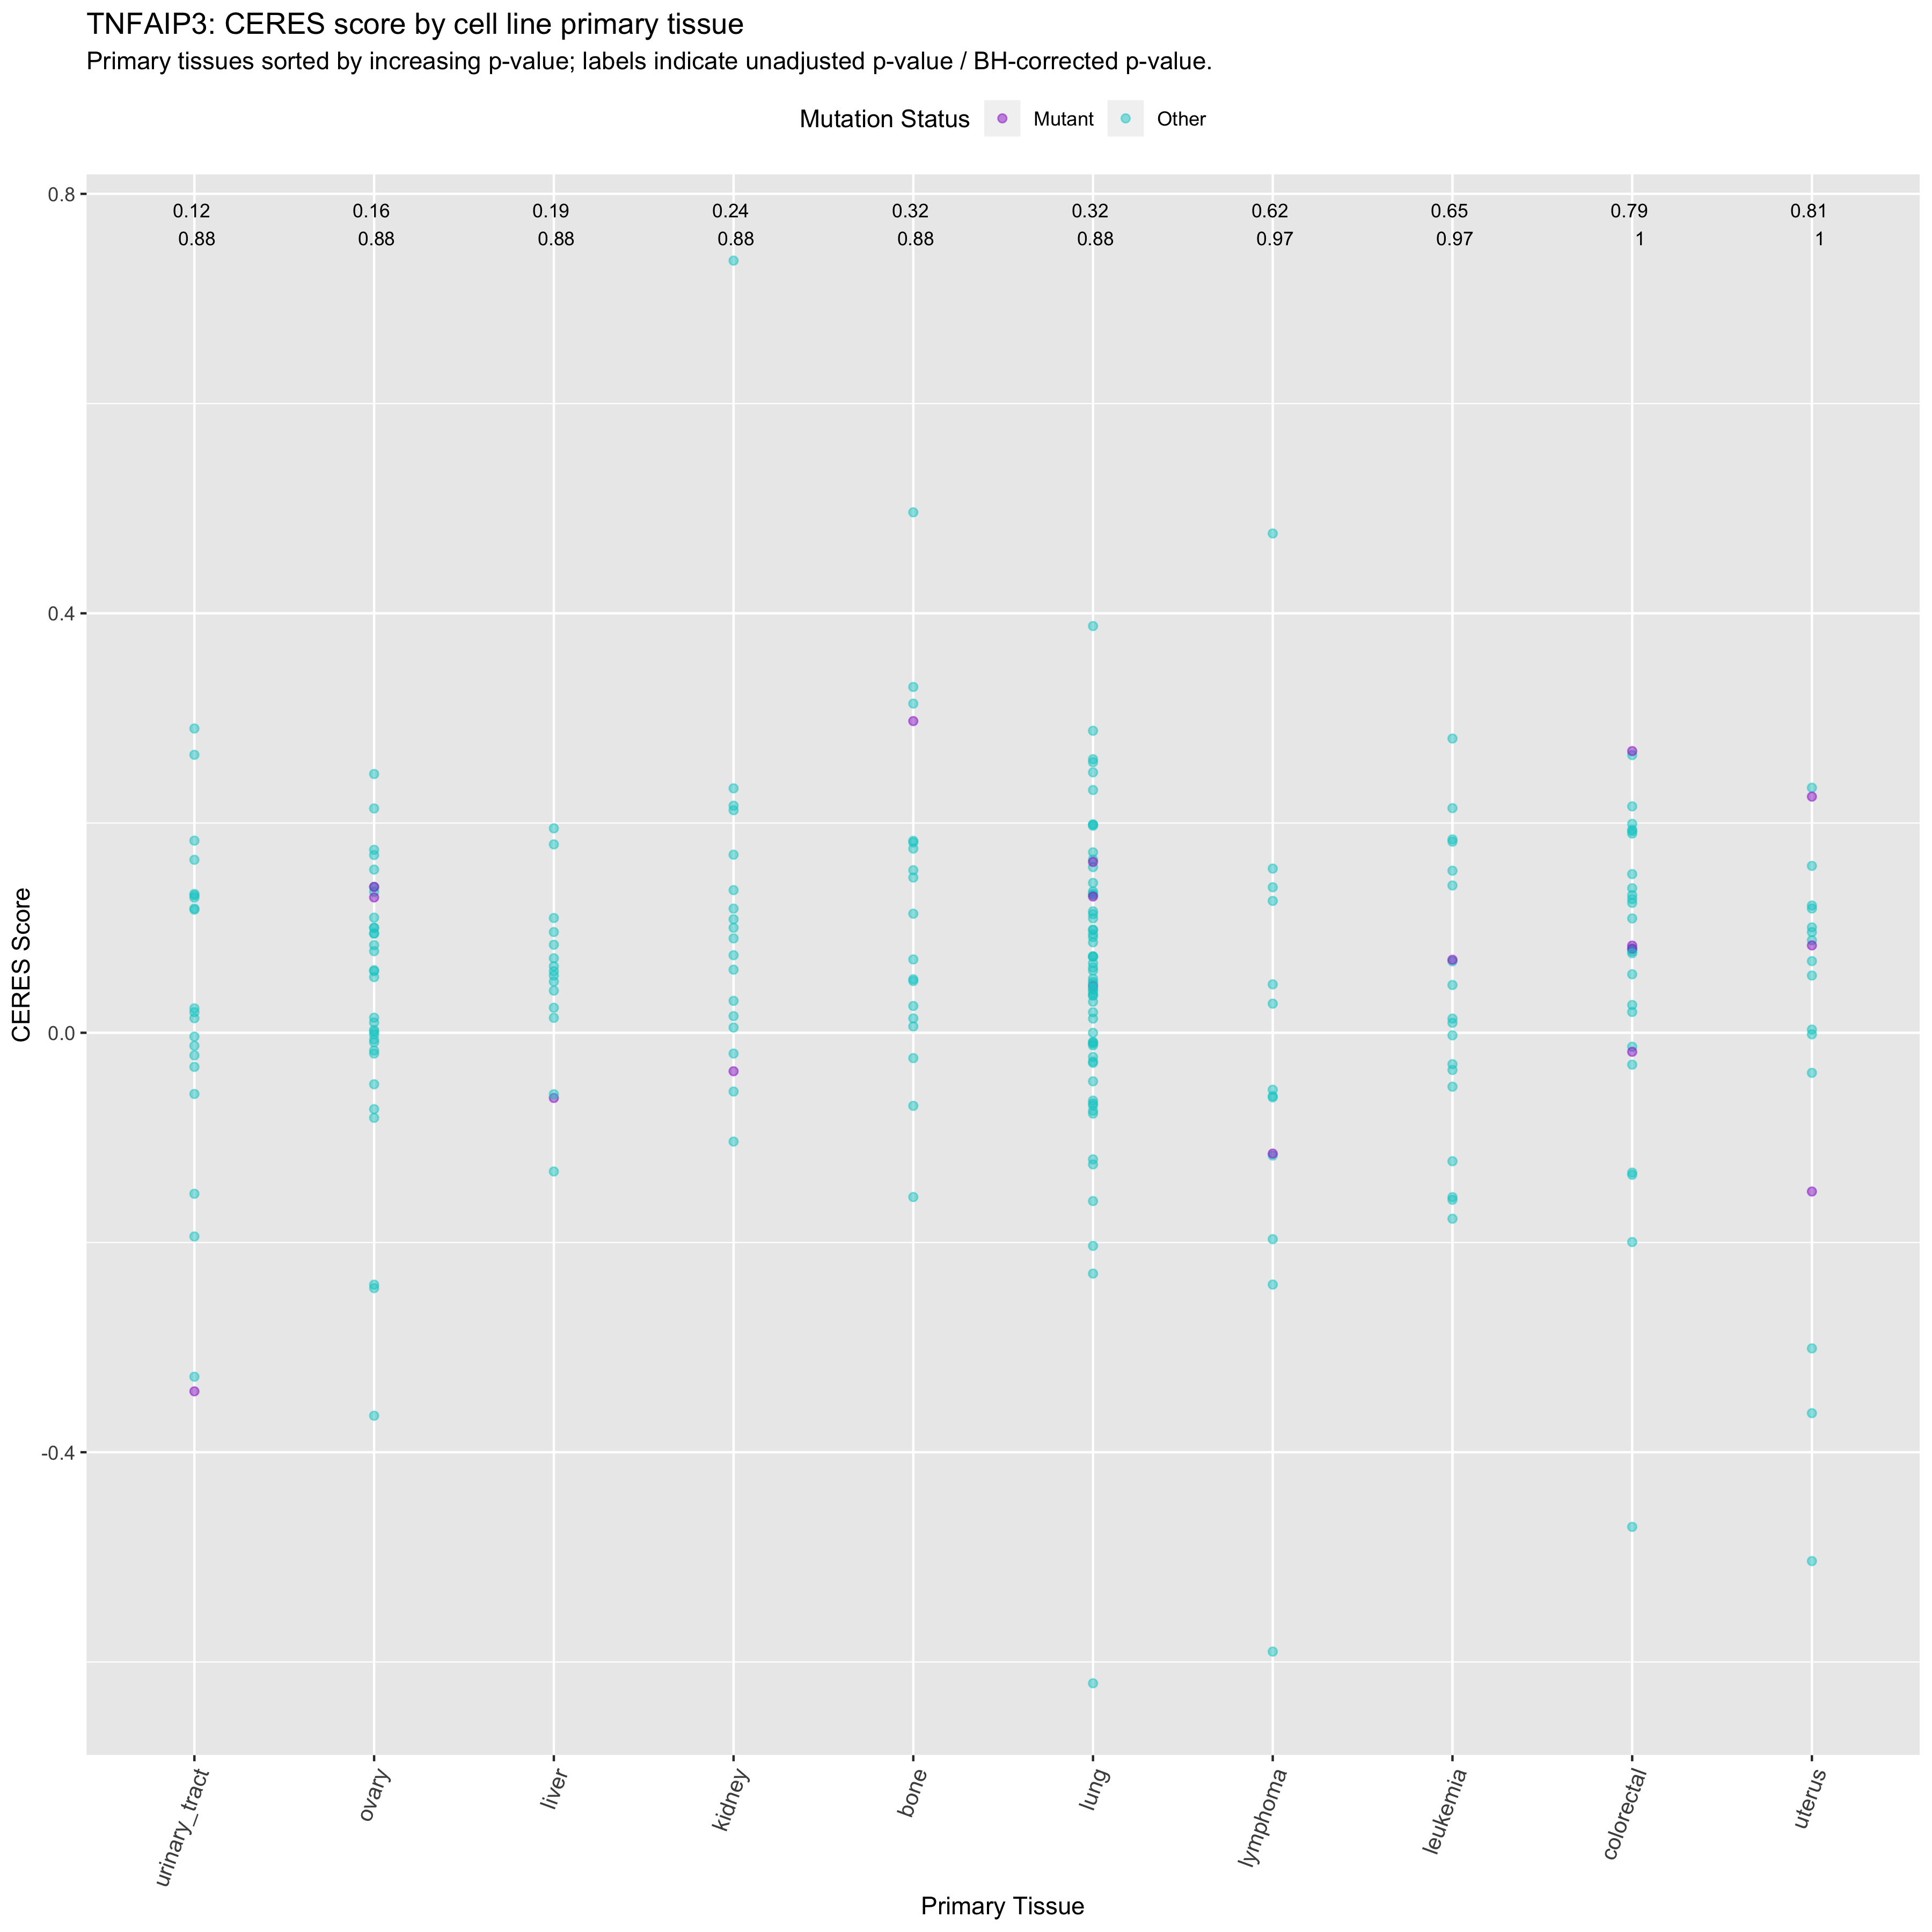 TNFAIP3: CERES score by cell line primary tissue
Primary tissues sorted by increasing p-value; labels indicate unadjusted p-value / BH-corrected p-value.
Mutation Status Mutant Other
0.8
0.12 0.16 0.19 0.24 0.32 0.32 0.62 0.65 0.79 0.81
0.88 0.88 0.88 0.88 0.88 0.88 0.97 0.97 1 1
0.4
0.0
-0.4
CERES Score
urinary_tract ovary liver kidney bone lung lymphoma leukemia colorectal uterus
Primary Tissue